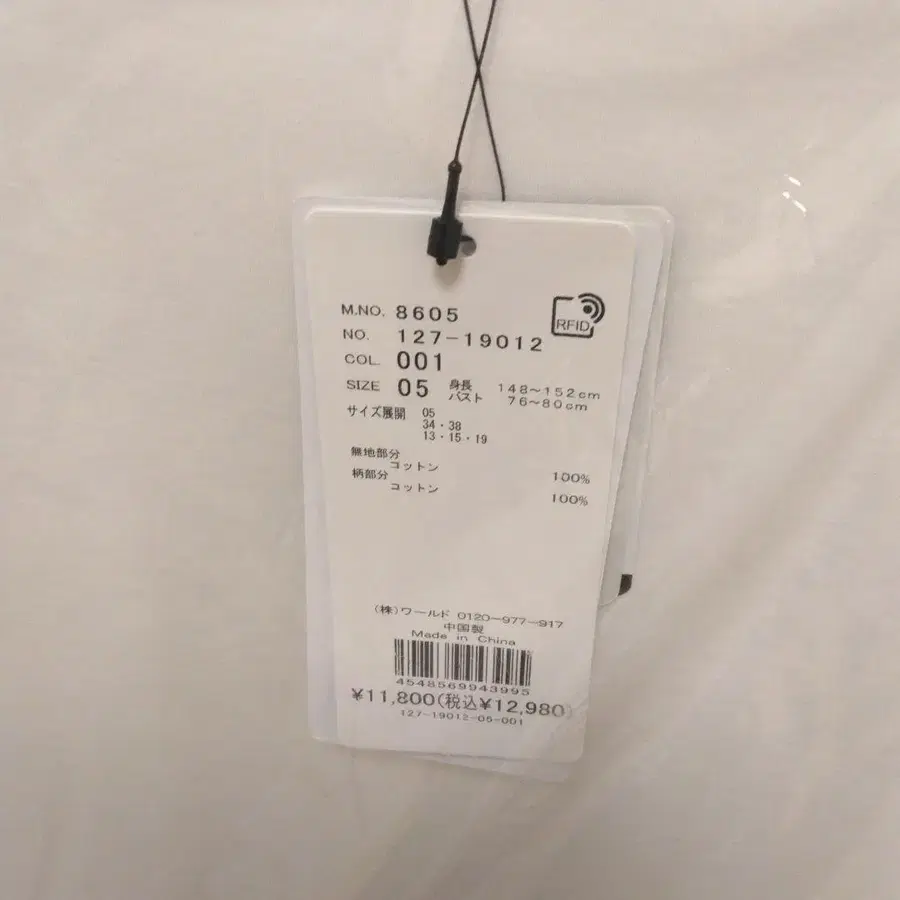 M.NO. 8605
RFID
NO. 127-19012
COL. 001
SIZE 05 身長 148~152cm
バスト 76~80cm
サイズ展開 05
34・38
13・15・19
無地部分
コットン 100%
柄部分
コットン 100%
(株)ワールド 0120-977-917
中国製
Made in China
4548569943995
¥11,800(税込¥12,980)
127-19012-05-001